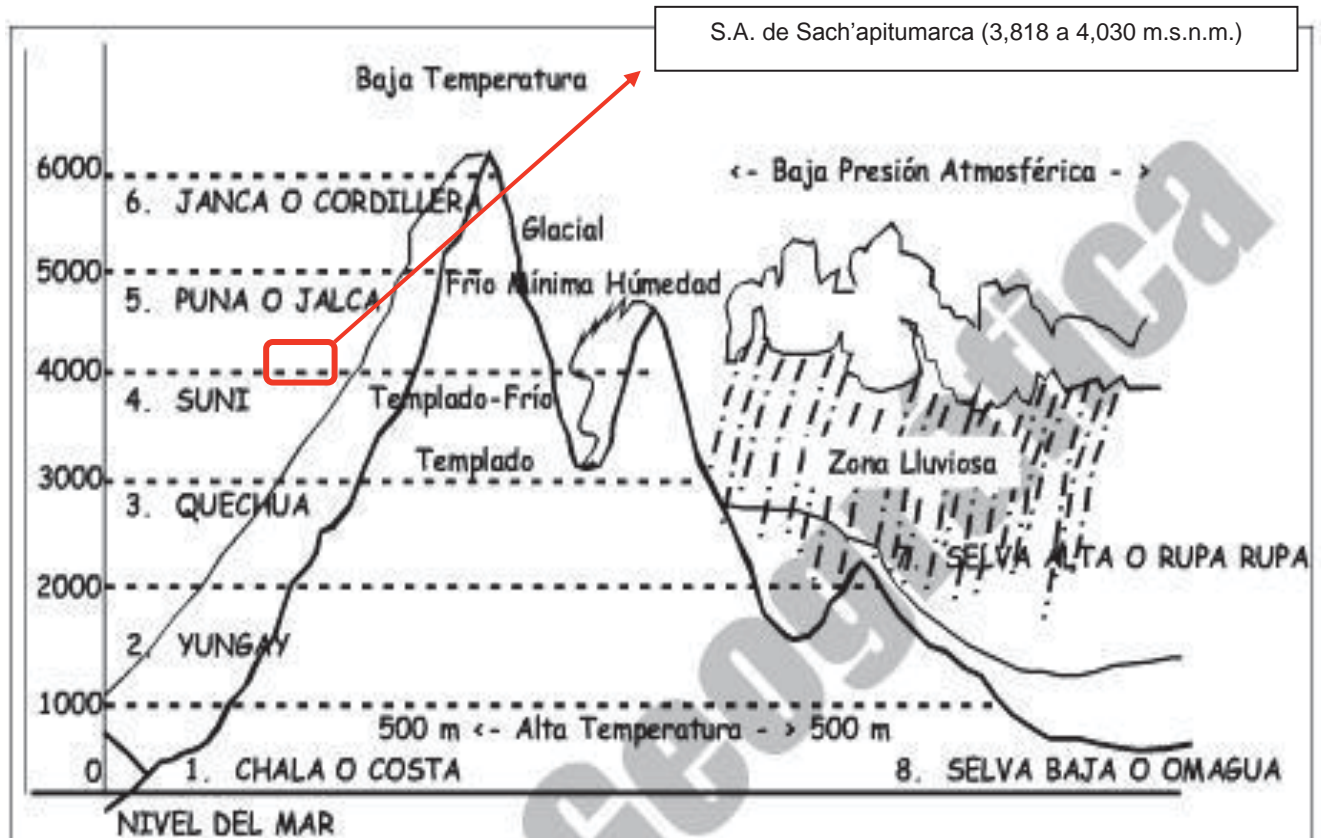 S.A. de Sach'apitumarca (3,818 a 4,030 m.s.n.m.)
Baja Temperatura
6000
<- Baja Presión Atmosférica - >
6. JANCA O CORDILLERA
Glacial
5000
Frío Mínima Húmedad
5. PUNA O JALCA
4000
4. SUNI
Templado-Frío
Templado
Zona Lluviosa
3000
3. QUECHUA
7. SELVA ALTA O RUPA RUPA
2000
2. YUNGAY
1000
500 m <- Alta Temperatura - > 500 m
0
1. CHALA O COSTA
8. SELVA BAJA O OMAGUA
NIVEL DEL MAR